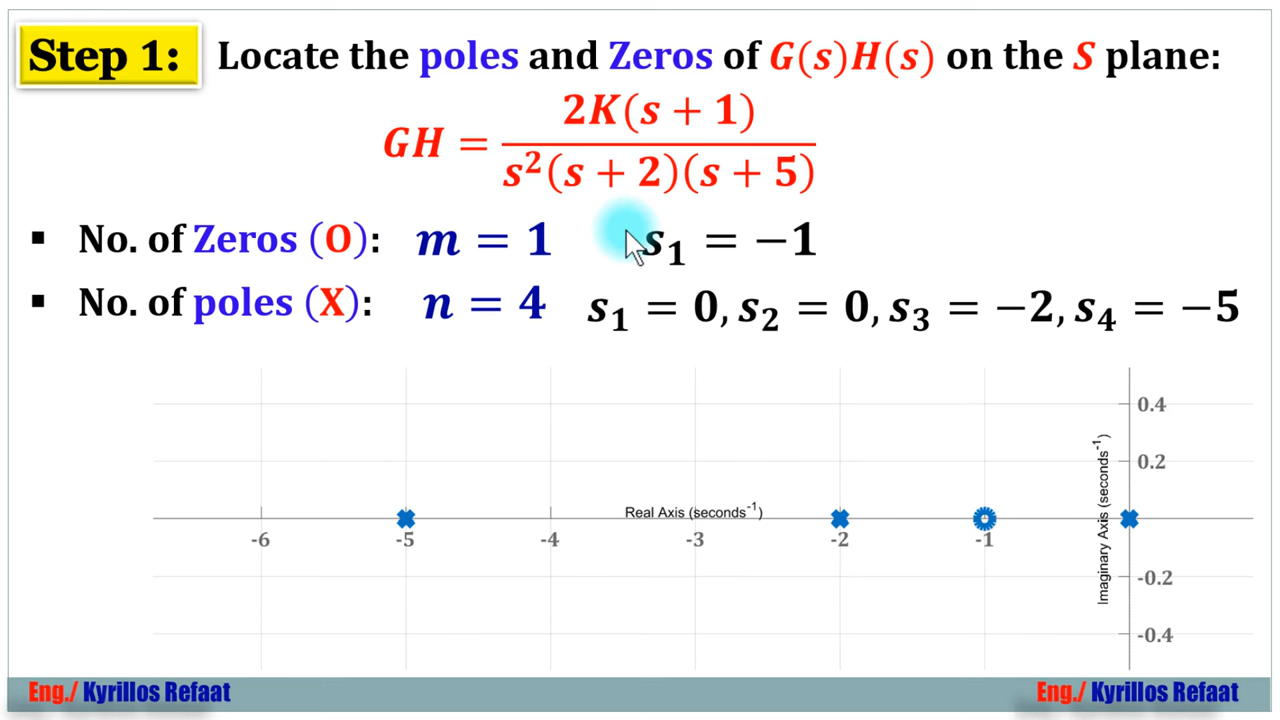 Step 1: Locate the poles and Zeros of G(s)H(s) on the S plane:
GH = 2K(s + 1) / s²(s + 2)(s + 5)
▪ No. of Zeros (O): m = 1 s₁ = −1
▪ No. of poles (X): n = 4 s₁ = 0, s₂ = 0, s₃ = −2, s₄ = −5
0.4
0.2
Real Axis (seconds⁻¹)
Imaginary Axis (seconds⁻¹)
-6 -5 -4 -3 -2 -1
-0.2
-0.4
Eng./ Kyrillos Refaat Eng./ Kyrillos Refaat